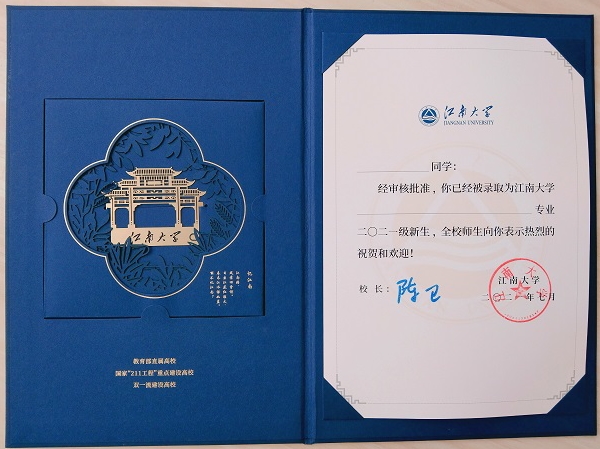 江南大学
忆江南
教育部直属高校
国家“211工程”重点建设高校
双一流建设高校
江南大学
JIANGNAN UNIVERSITY
同学：
经审核批准，你已经被录取为江南大学
专业
二〇二一级新生，全校师生向你表示热烈的
祝贺和欢迎！
江南大学
校 长：陈卫
二〇二一年七月